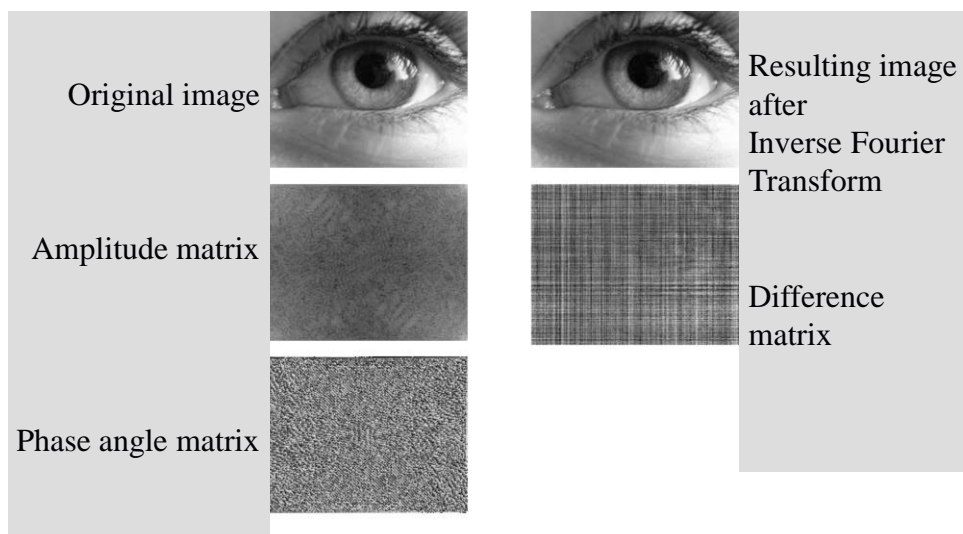 Original image
Amplitude matrix
Phase angle matrix
Resulting image
after
Inverse Fourier
Transform
Difference
matrix